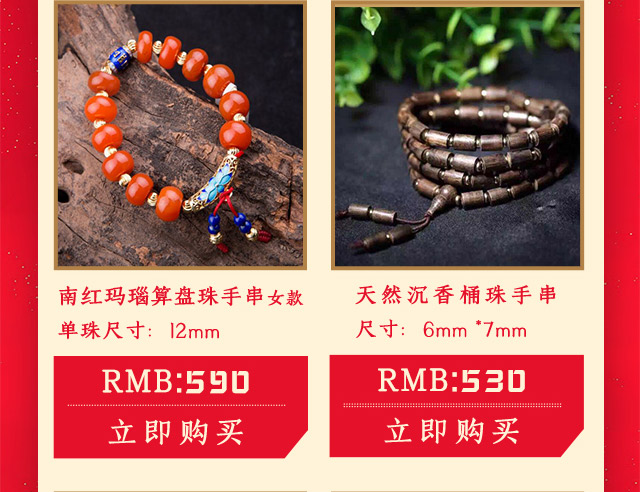 南红玛瑙算盘珠手串女款
单珠尺寸：12mm
RMB:590
立即购买
天然沉香桶珠手串
尺寸：6mm *7mm
RMB:530
立即购买